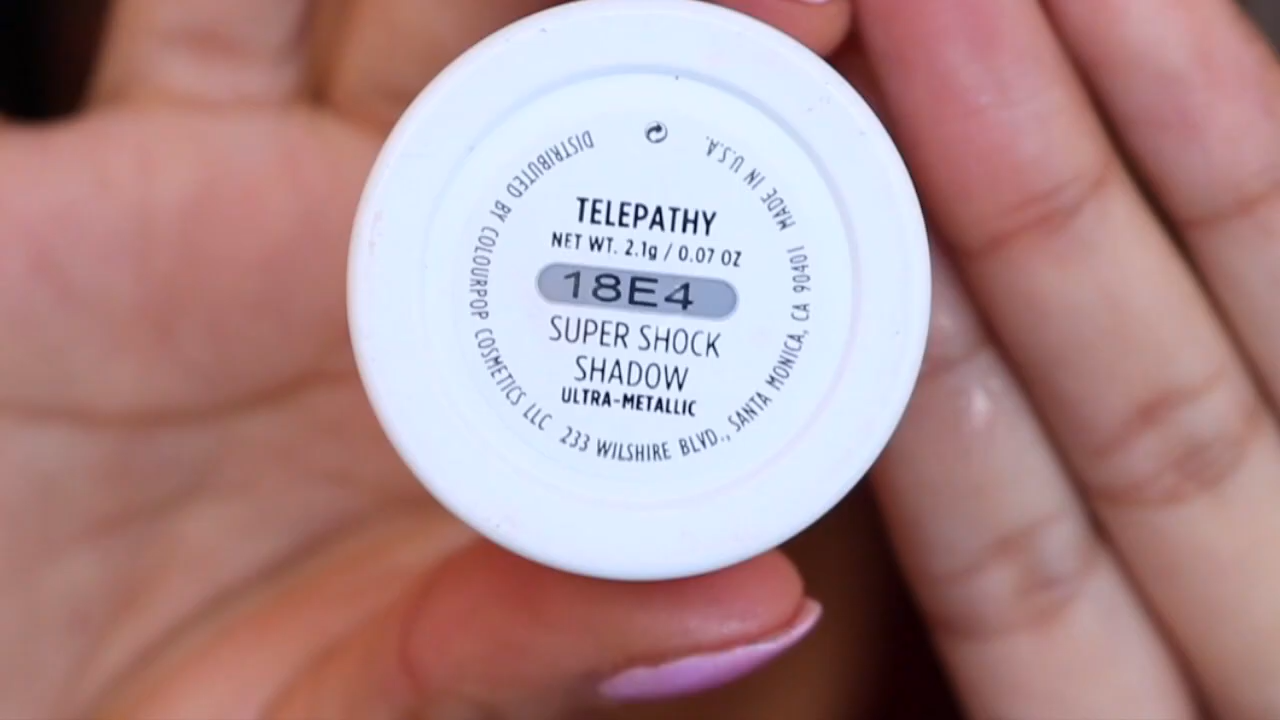 TELEPATHY
NET WT. 2.1g / 0.07 OZ
18E4
SUPER SHOCK
SHADOW
ULTRA-METALLIC
DISTRIBUTED BY COLOURPOP COSMETICS LLC 233 WILSHIRE BLVD., SANTA MONICA, CA 90401 MADE IN U.S.A.